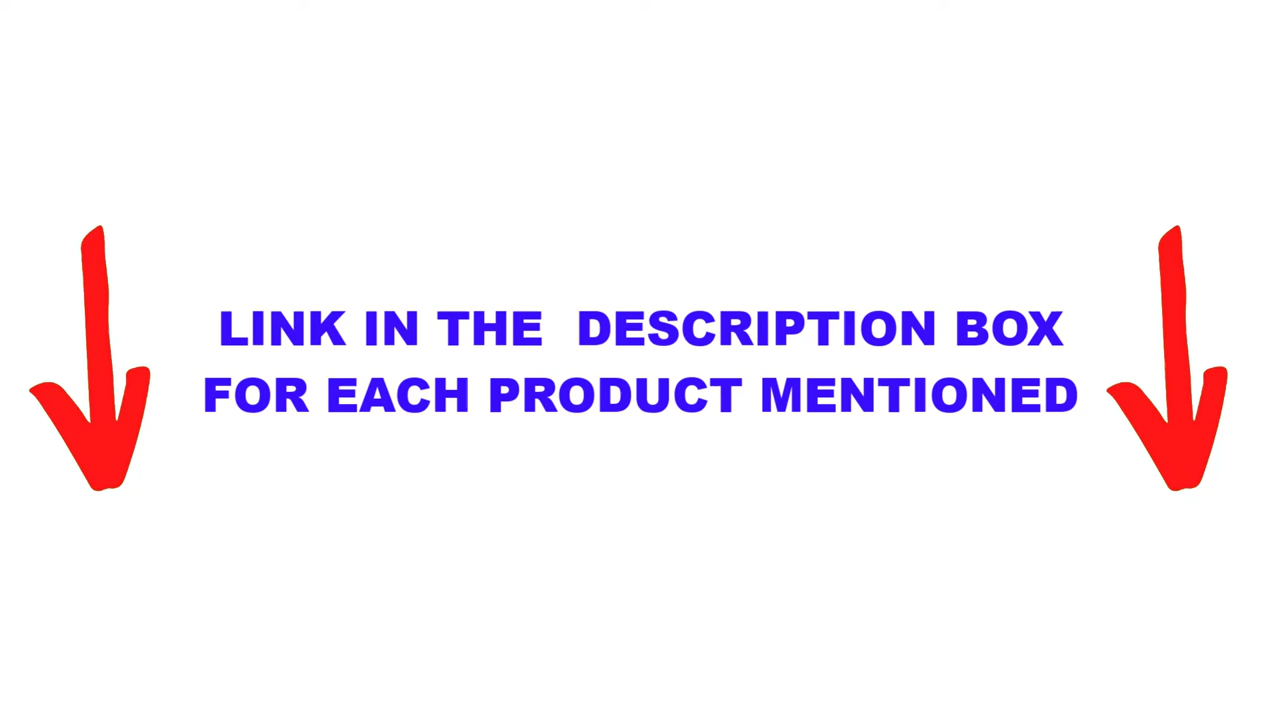 LINK IN THE  DESCRIPTION BOX
FOR EACH PRODUCT MENTIONED